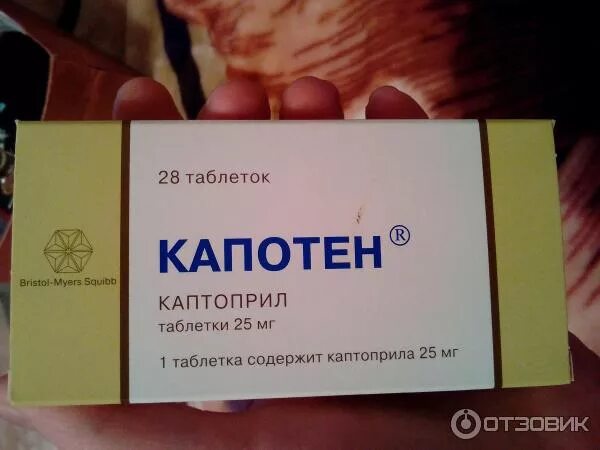 28 таблеток
КАПОТЕН®
Bristol-Myers Squibb
КАПТОПРИЛ
таблетки 25 мг
1 таблетка содержит каптоприла 25 мг
ОТЗОВИК